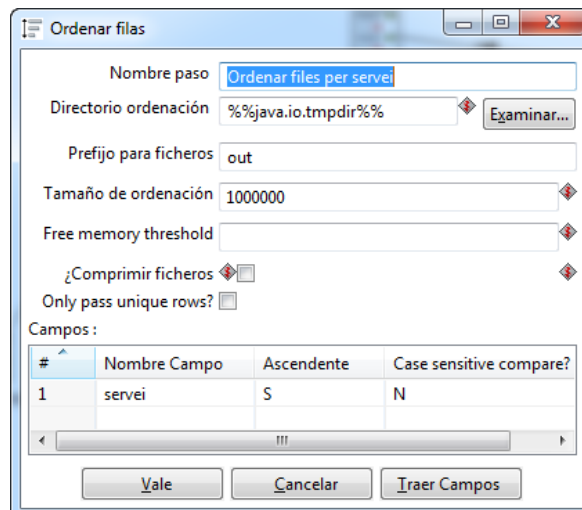 Ordenar filas
Nombre paso Ordenar files per servei
Directorio ordenación %%java.io.tmpdir%% Examinar...
Prefijo para ficheros out
Tamaño de ordenación 1000000
Free memory threshold
¿Comprimir ficheros
Only pass unique rows?
Campos :
# Nombre Campo Ascendente Case sensitive compare?
1 servei S N
Vale Cancelar Traer Campos